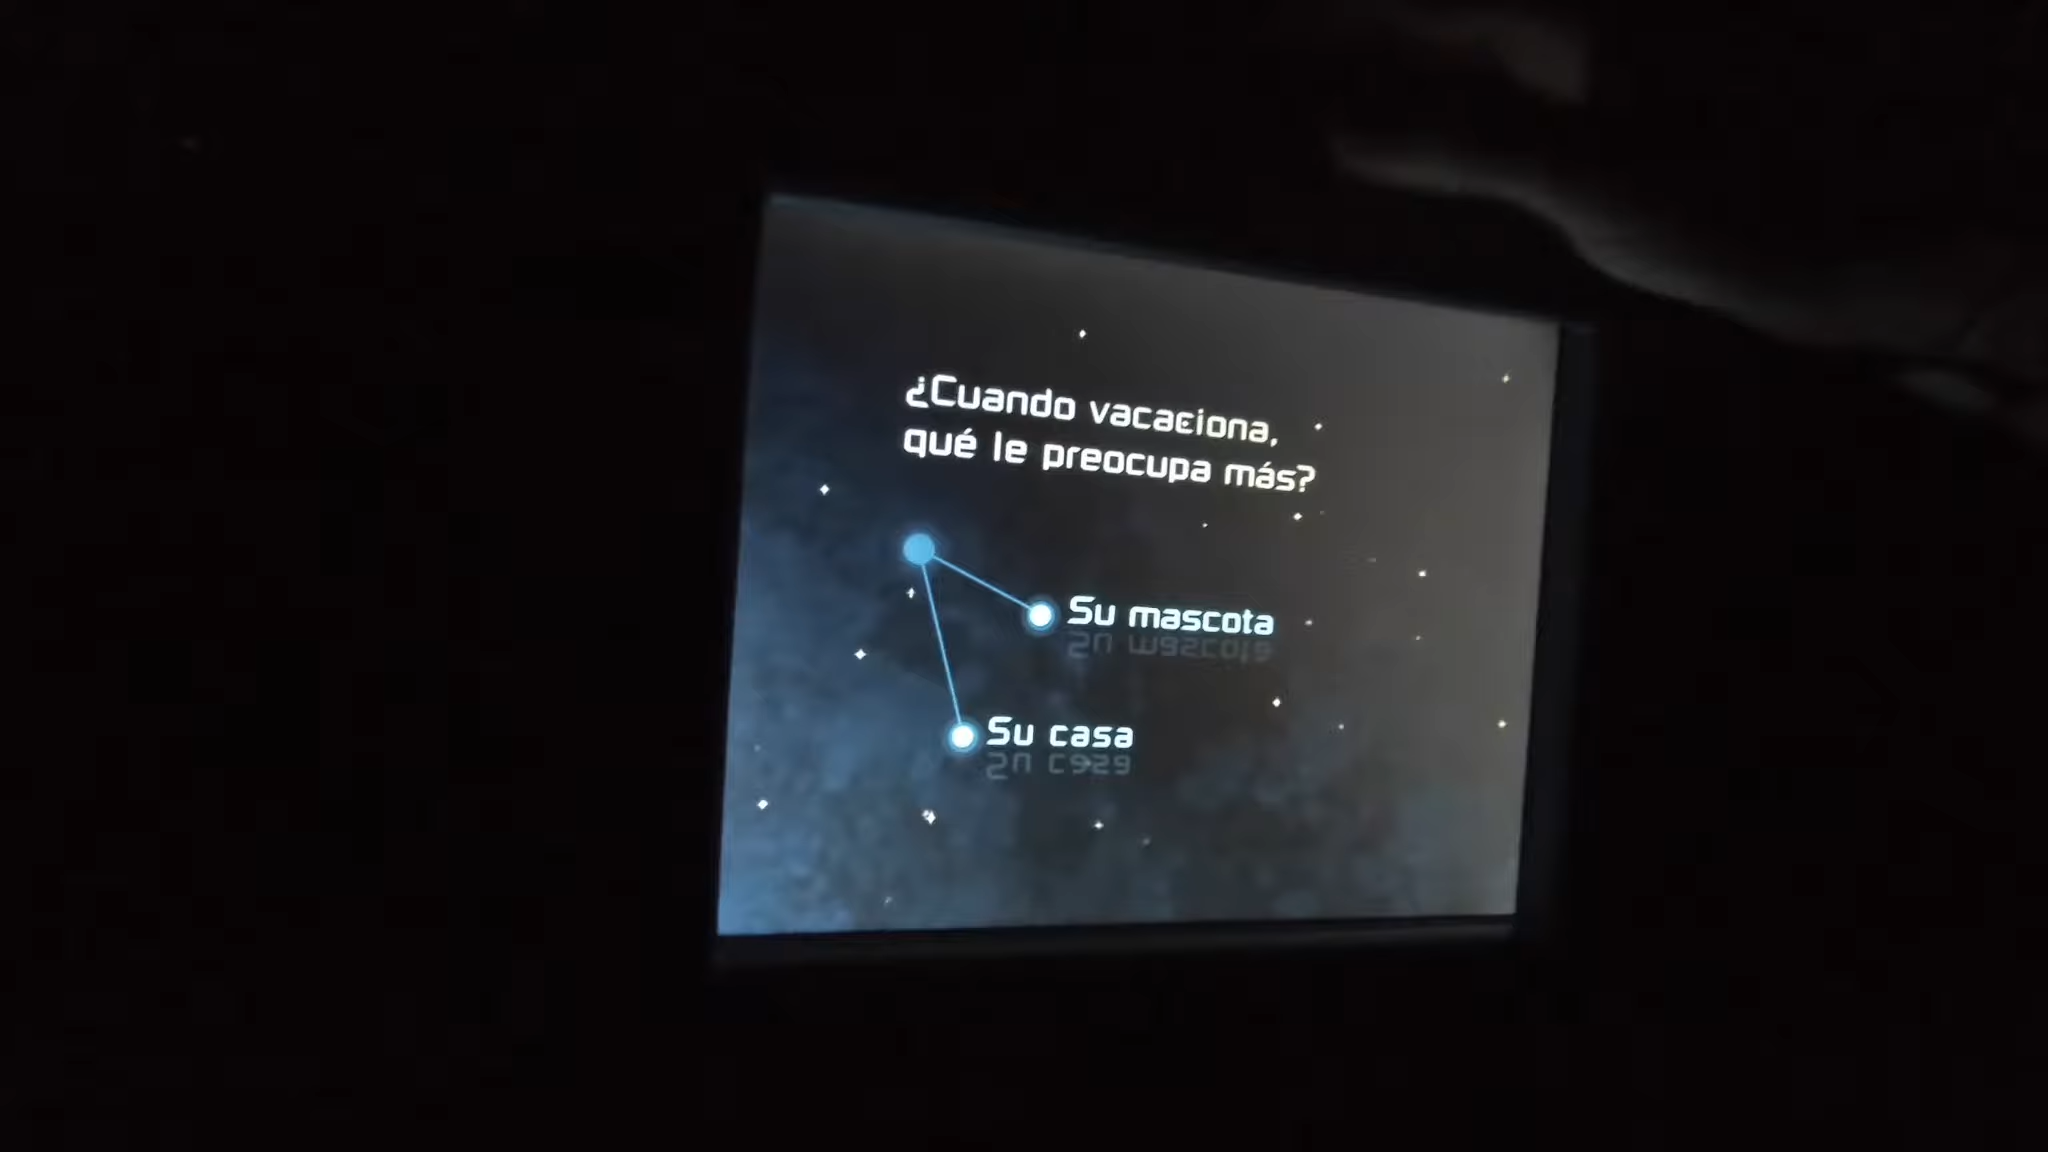 ¿Cuando vacaciona,
qué le preocupa más?
Su mascota
Su casa